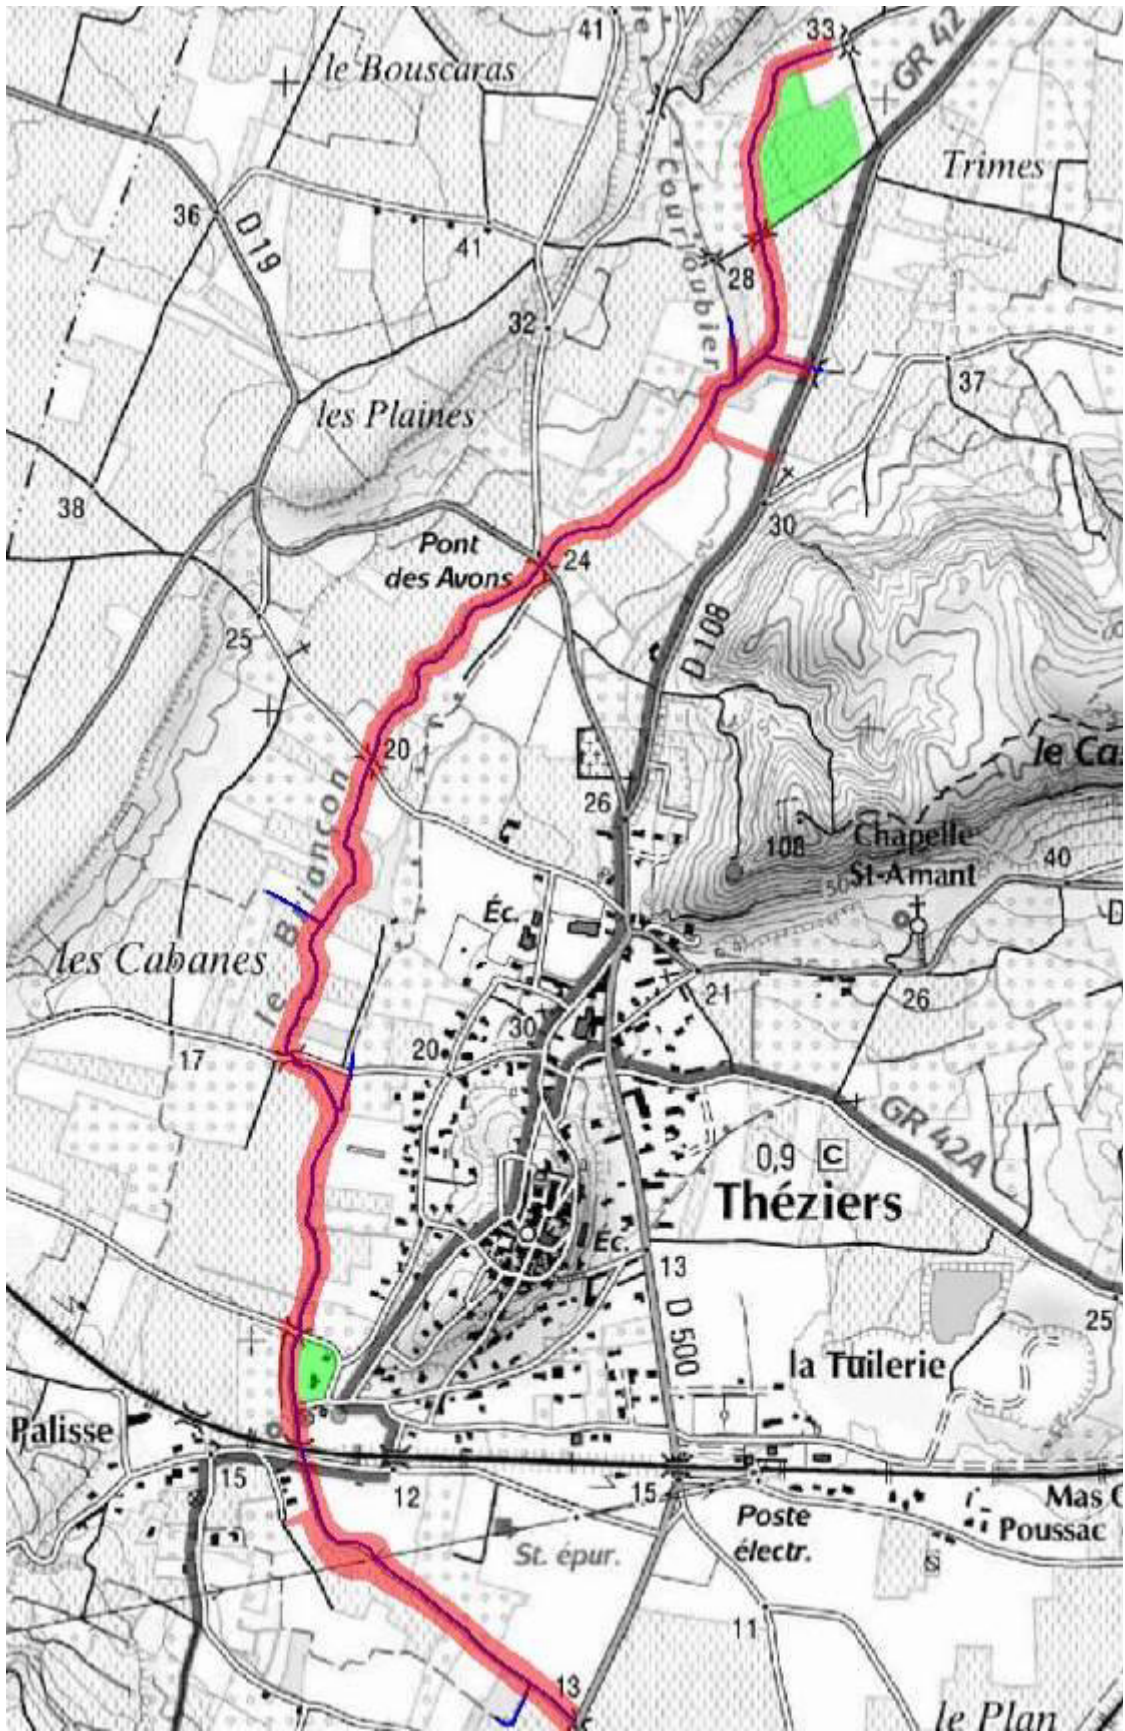 41
33
le Bouscaras
GR 42
Trimes
Courloubier
36
D 19
41
28
32
37
les Plaines
38
30
Pont
des Avons
24
25
D 108
20
le Cas
26
le Briançon
108
Chapelle
St-Amant
40
50
Éc.
D
les Cabanes
21
26
30
17
20
GR 42A
0,9 C
Théziers
Éc.
13
D 500
25
la Tuilerie
Palisse
15
12
15
Mas
Poussac
Poste
électr.
St. épur.
11
13
le Plan